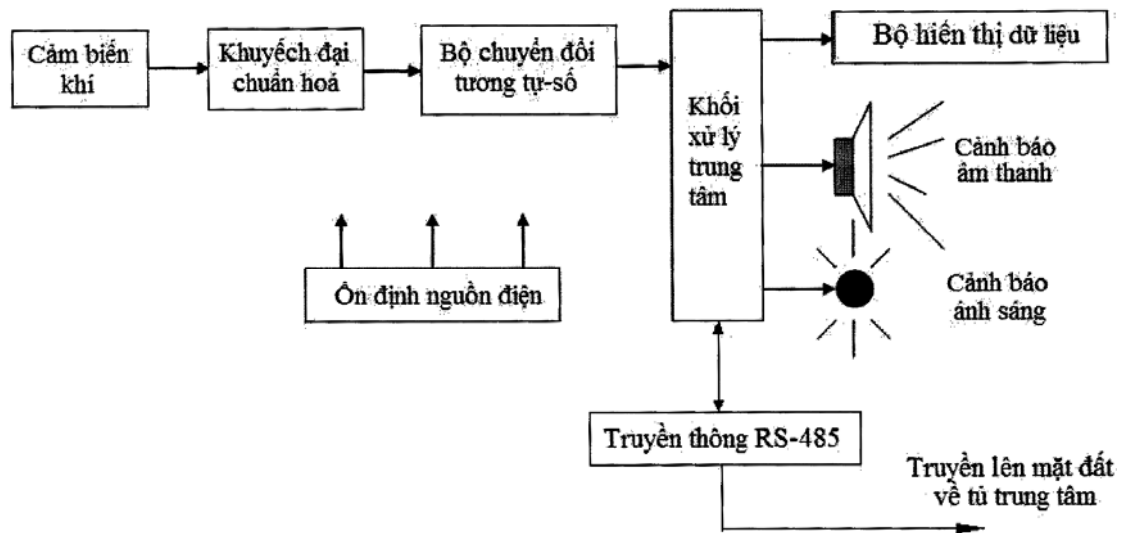 Cảm biến
khí
Khuyếch đại
chuẩn hoá
Bộ chuyển đổi
tương tự-số
Khối
xử lý
trung
tâm
Bộ hiển thị dữ liệu
Cảnh báo
âm thanh
Cảnh báo
ánh sáng
Ổn định nguồn điện
Truyền thông RS-485
Truyền lên mặt đất
về tủ trung tâm